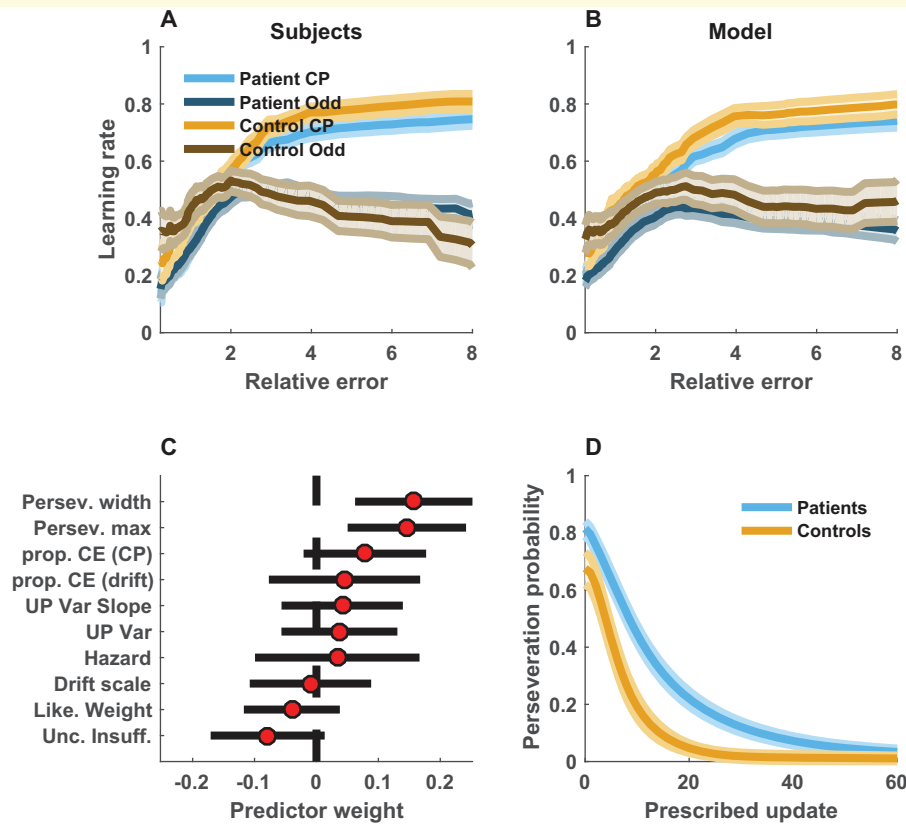 A
Subjects
1
0.8
0.6
0.4
0.2
0
Learning rate
Patient CP
Patient Odd
Control CP
Control Odd
2
4
6
8
Relative error
B
Model
1
0.8
0.6
0.4
0.2
0
2
4
6
8
Relative error
C
Persev. width
Persev. max
prop. CE (CP)
prop. CE (drift)
UP Var Slope
UP Var
Hazard
Drift scale
Like. Weight
Unc. Insuff.
-0.2
-0.1
0
0.1
0.2
Predictor weight
D
1
0.8
0.6
0.4
0.2
0
Perseveration probability
Patients
Controls
0
20
40
60
Prescribed update